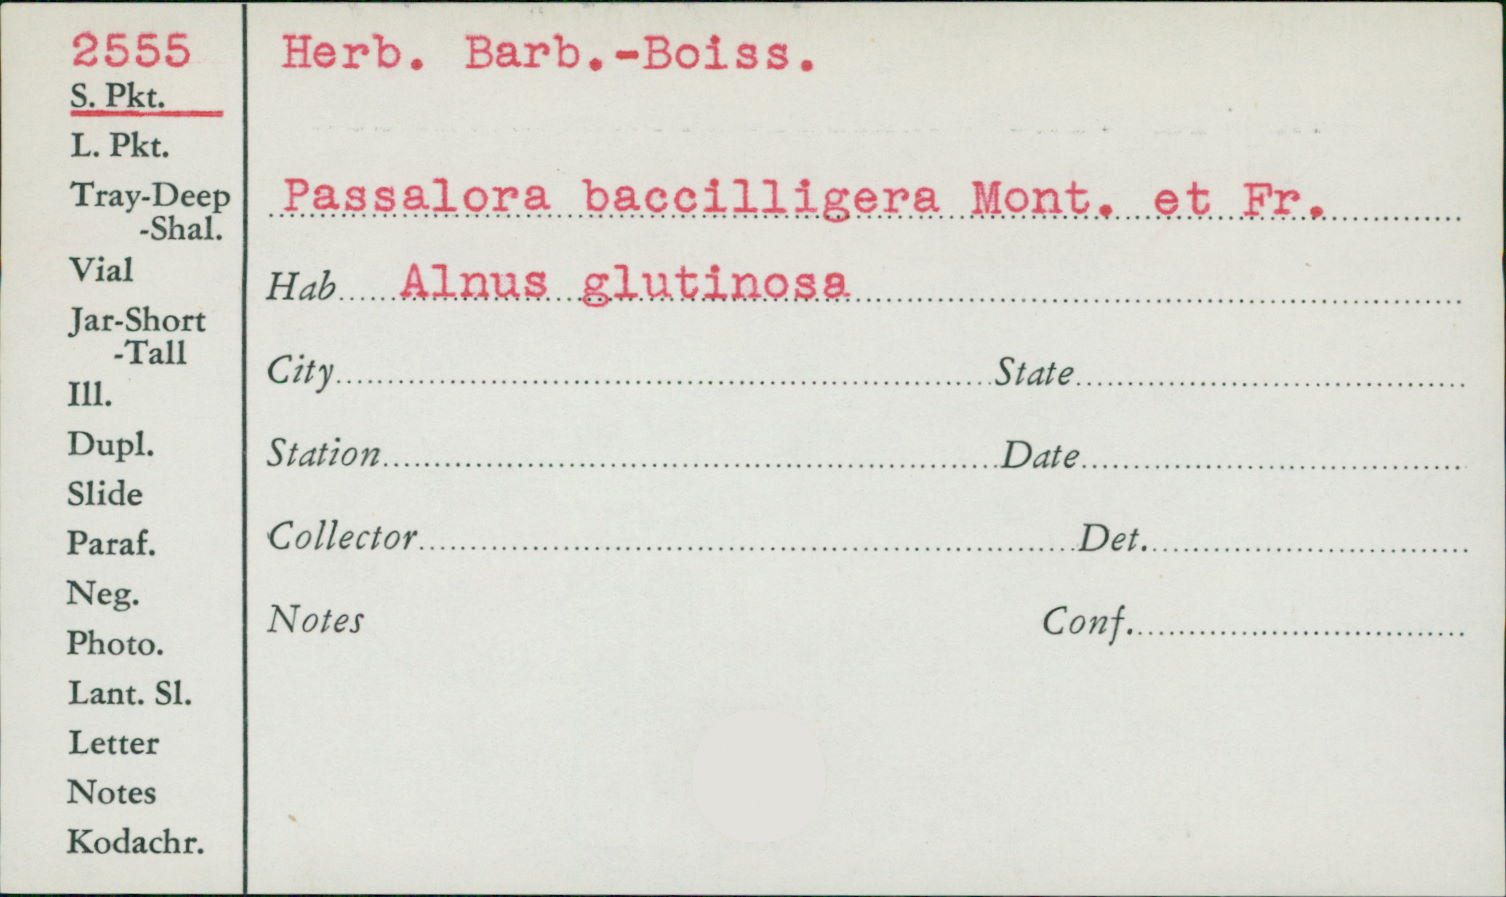 2555
S. Pkt.
L. Pkt.
Tray-Deep
-Shal.
Vial
Jar-Short
-Tall
Ill.
Dupl.
Slide
Paraf.
Neg.
Photo.
Lant. Sl.
Letter
Notes
Kodachr.
Herb. Barb.-Boiss.
Passalora baccilligera Mont. et Fr.
Hab. Alnus glutinosa
City State
Station Date
Collector Det.
Notes Conf.